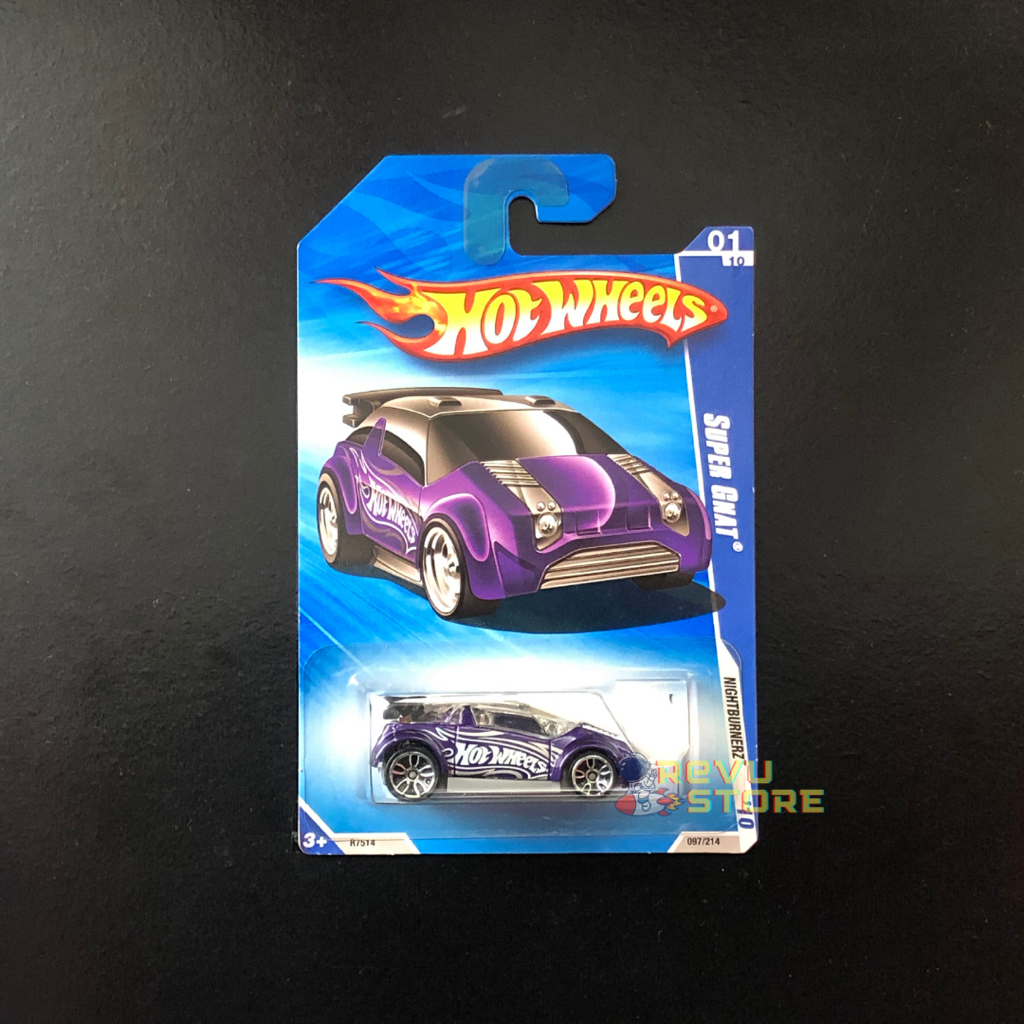 01
10
HOT WHEELS®
SUPER GNAT®
HOT WHEELS
NIGHTBURNERZ
10
HOT WHEELS
REVU
STORE
3+
R7514
097/214